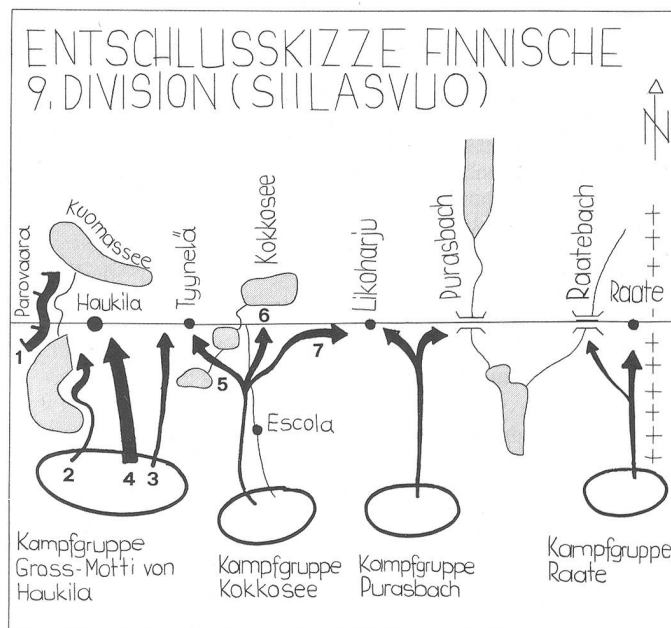 ENTSCHLUSSKIZZE FINNISCHE
9. DIVISION (SIILASVUO)
N
Parovaara
Kuomassee
Haukila
Tyynelä
Kokkosee
Likoharju
Purasbach
Raatebach
Raate
1
2
4
3
5
6
7
Escola
Kampfgruppe
Gross-Motti von
Haukila
Kampfgruppe
Kokkosee
Kampfgruppe
Purasbach
Kampfgruppe
Raate